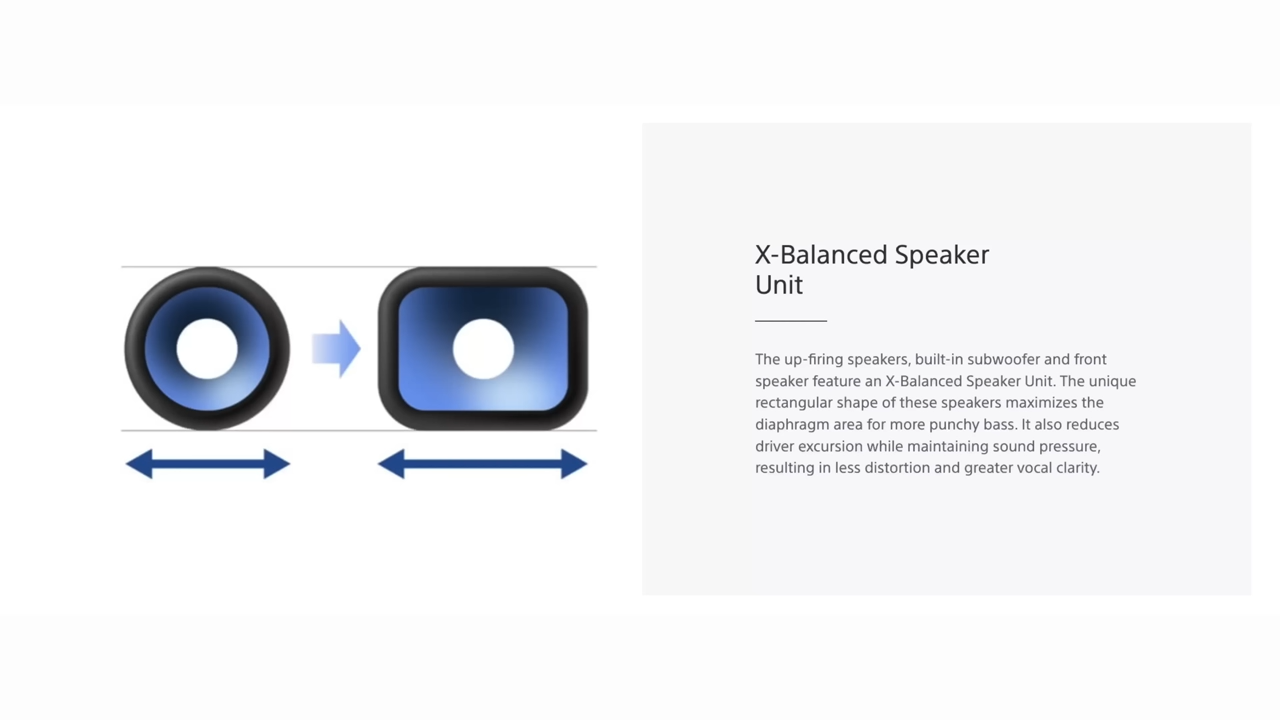 X-Balanced Speaker
Unit
The up-firing speakers, built-in subwoofer and front
speaker feature an X-Balanced Speaker Unit. The unique
rectangular shape of these speakers maximizes the
diaphragm area for more punchy bass. It also reduces
driver excursion while maintaining sound pressure,
resulting in less distortion and greater vocal clarity.